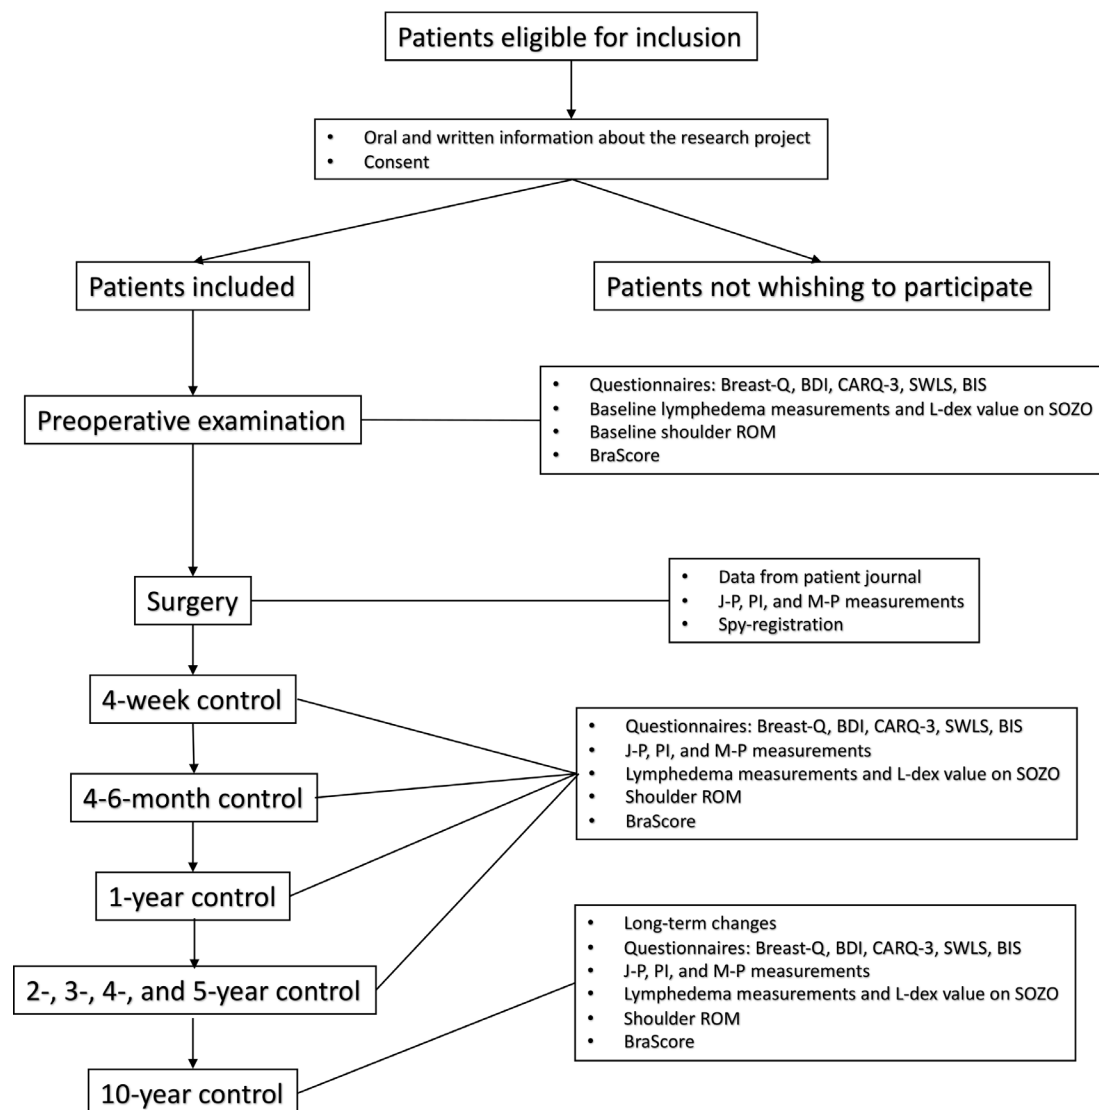 Patients eligible for inclusion
• Oral and written information about the research project
• Consent
Patients included
Patients not whishing to participate
• Questionnaires: Breast-Q, BDI, CARQ-3, SWLS, BIS
• Baseline lymphedema measurements and L-dex value on SOZO
• Baseline shoulder ROM
• BraScore
Preoperative examination
• Data from patient journal
• J-P, PI, and M-P measurements
• Spy-registration
Surgery
4-week control
• Questionnaires: Breast-Q, BDI, CARQ-3, SWLS, BIS
• J-P, PI, and M-P measurements
• Lymphedema measurements and L-dex value on SOZO
• Shoulder ROM
• BraScore
4-6-month control
1-year control
• Long-term changes
• Questionnaires: Breast-Q, BDI, CARQ-3, SWLS, BIS
• J-P, PI, and M-P measurements
• Lymphedema measurements and L-dex value on SOZO
• Shoulder ROM
• BraScore
2-, 3-, 4-, and 5-year control
10-year control